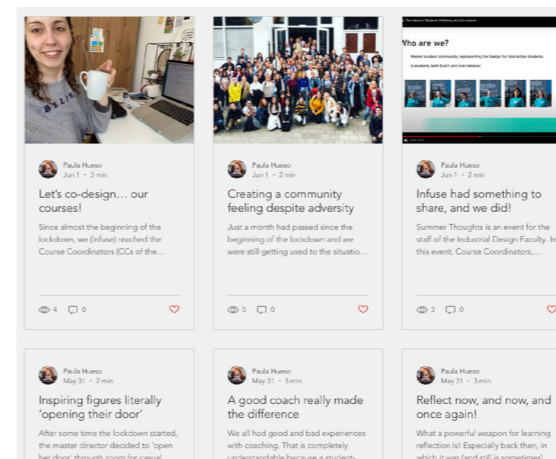 Who are we?
Master student community, representing the Design for Interaction students
Paula Hueso
Jun 1 • 3 min
Let's co-design… our
courses!
Since almost the beginning of the
lockdown, we (infuse) reached the
Course Coordinators (CCs of the…
4 0
Paula Hueso
Jun 1 • 2 min
Creating a community
feeling despite adversity
Just a month had passed since the
beginning of the lockdown and we
were still getting used to the situatio…
5 0
Paula Hueso
Jun 1 • 2 min
Infuse had something to
share, and we did!
Summer Thoughts is an event for the
staff of the Industrial Design Faculty. In
this event, Course Coordinators,…
3 0
Paula Hueso
May 31 • 2 min
Inspiring figures literally
'opening their door'
After some time the lockdown started,
the master director decided to 'open
her door' through zoom for casual
Paula Hueso
May 31 • 3 min
A good coach really made
the difference
We all had good and bad experiences
with coaching. That is completely
understandable because a student-
Paula Hueso
May 31 • 3 min
Reflect now, and now, and
once again!
What a powerful weapon for learning
reflection is! Especially back then, in
which it was (and still is sometimes)